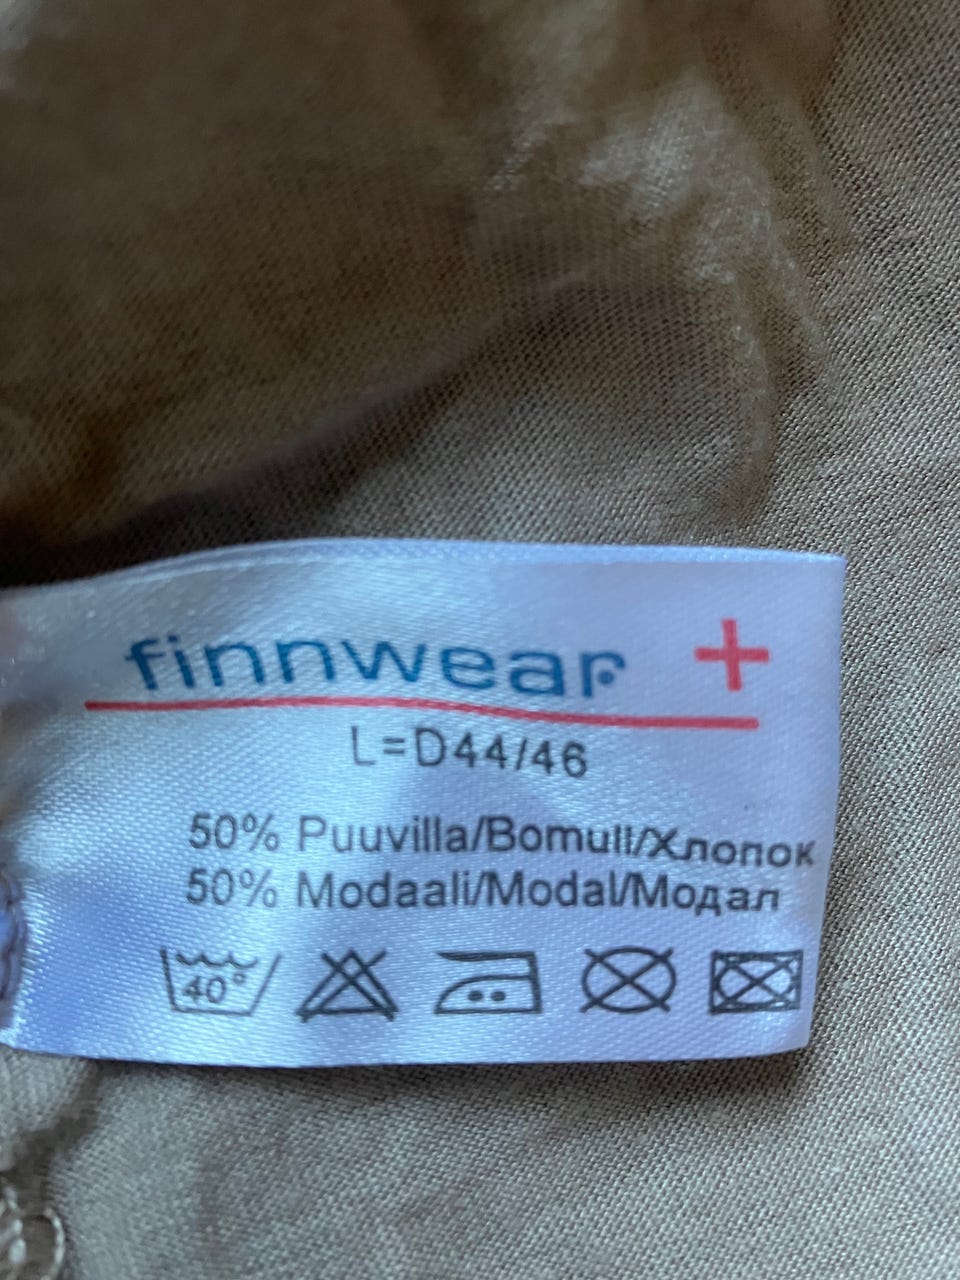 finnwear +
L=D44/46
50% Puuvilla/Bomull/Хлопок
50% Modaali/Modal/Модал
40°